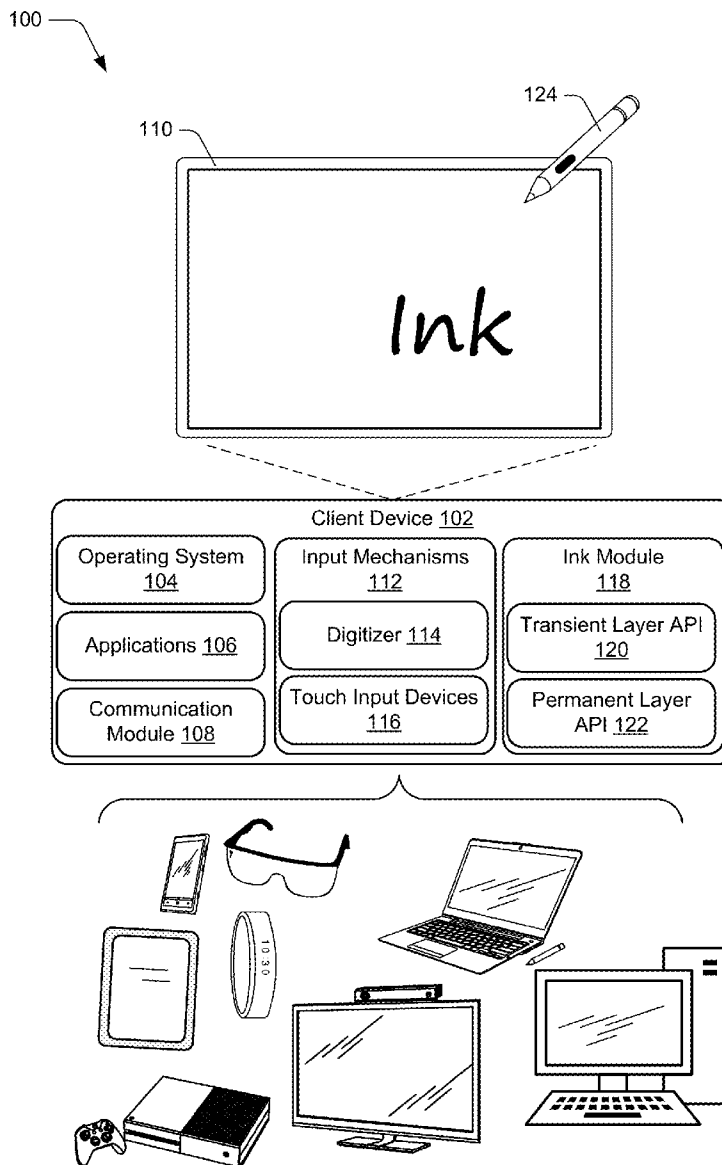 100
124
110
Ink
Client Device 102
Operating System
104
Input Mechanisms
112
Ink Module
118
Applications 106
Digitizer 114
Transient Layer API
120
Communication
Module 108
Touch Input Devices
116
Permanent Layer
API 122
10:30